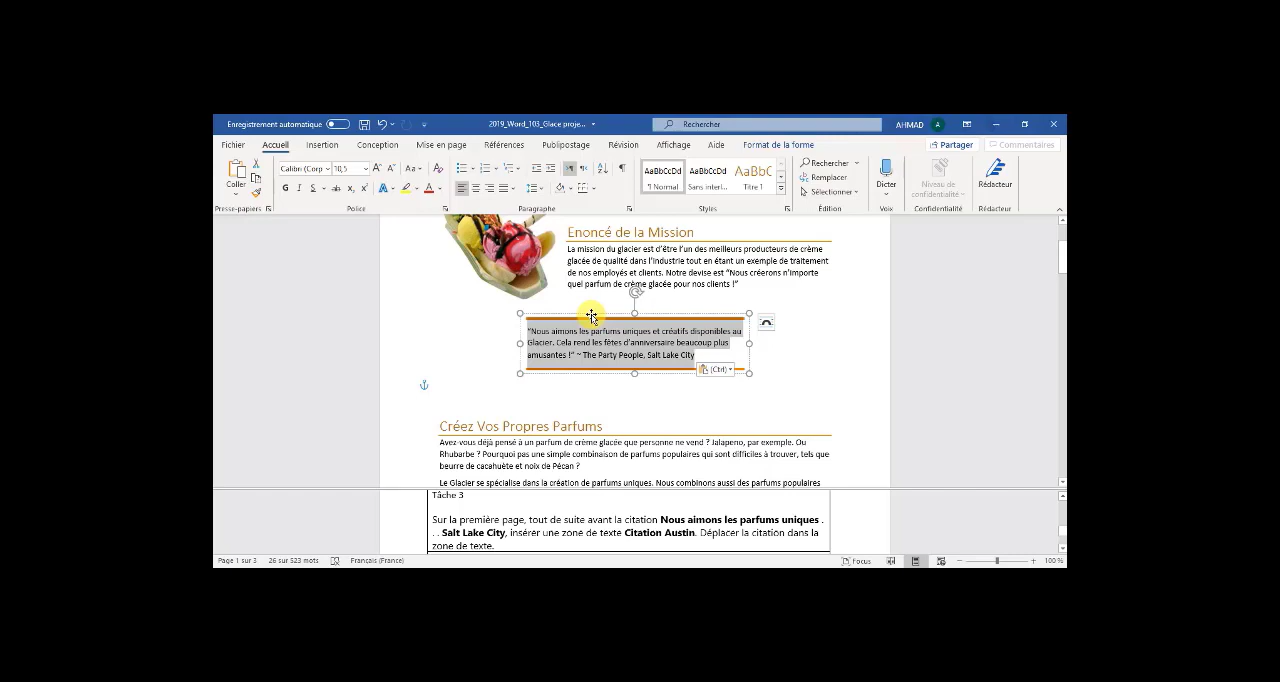 Enregistrement automatique
2019_Word_103_Glace proje...
Rechercher
AHMAD
A
Fichier Accueil Insertion Conception Mise en page Références Publipostage Révision Affichage Aide Format de la forme
Partager
Commentaires
Coller
Calibri (Corp
10,5
A A Aa A
G I S ab x₂ x² A A
AaBbCcDd AaBbCcDd AaBbC
¶ Normal Sans interl... Titre 1
Rechercher
Remplacer
Sélectionner
Dicter
Niveau de
confidentialité
Rédacteur
Presse-papiers Police Paragraphe Styles Édition Voix Confidentialité Rédacteur
Enoncé de la Mission
La mission du glacier est d'être l'un des meilleurs producteurs de crème
glacée de qualité dans l'industrie tout en étant un exemple de traitement
de nos employés et clients. Notre devise est "Nous créerons n'importe
quel parfum de crème glacée pour nos clients !"
"Nous aimons les parfums uniques et créatifs disponibles au
Glacier. Cela rend les fêtes d'anniversaire beaucoup plus
amusantes !" ~ The Party People, Salt Lake City
(Ctrl)
Créez Vos Propres Parfums
Avez-vous déjà pensé à un parfum de crème glacée que personne ne vend ? Jalapeno, par exemple. Ou
Rhubarbe ? Pourquoi pas une simple combinaison de parfums populaires qui sont difficiles à trouver, tels que
beurre de cacahuète et noix de Pécan ?
Le Glacier se spécialise dans la création de parfums uniques. Nous combinons aussi des parfums populaires
Tâche 3
Sur la première page, tout de suite avant la citation Nous aimons les parfums uniques .
. . Salt Lake City, insérer une zone de texte Citation Austin. Déplacer la citation dans la
zone de texte.
Page 1 sur 3 26 sur 523 mots Français (France) Focus 100 %